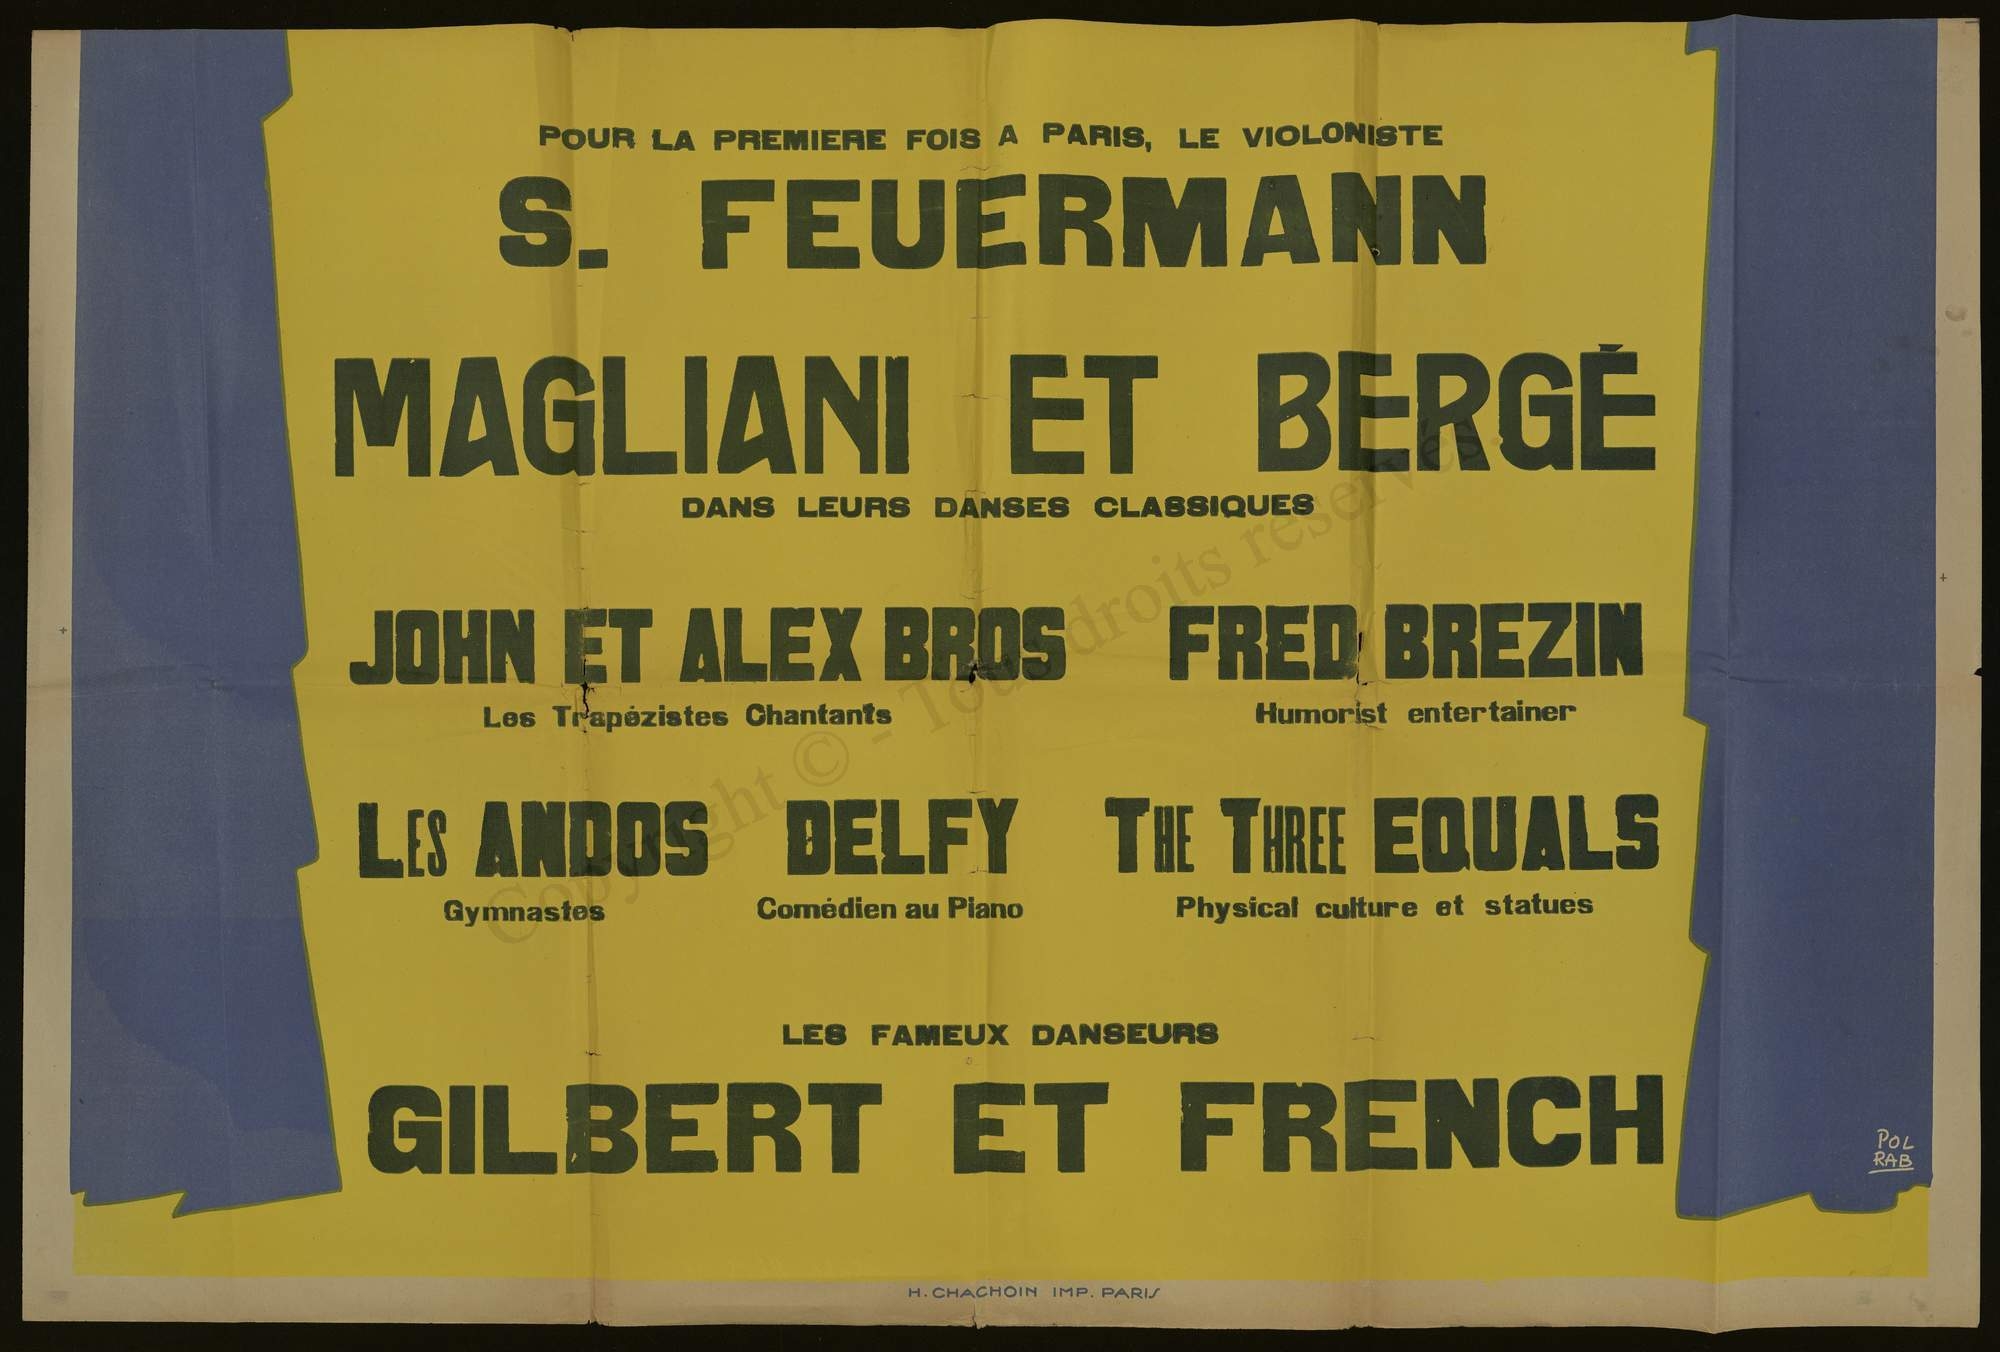 POUR LA PREMIERE FOIS A PARIS, LE VIOLONISTE
S. FEUERMANN
MAGLIANI ET BERGÉ
DANS LEURS DANSES CLASSIQUES
JOHN ET ALEX BROS
Les Trapézistes Chantants
FRED BREZIN
Humorist entertainer
LES ANDOS
Gymnastes
DELFY
Comédien au Piano
THE THREE EQUALS
Physical culture et statues
LES FAMEUX DANSEURS
GILBERT ET FRENCH
POL
RAB
H. CHACHOIN IMP. PARIS
Copyright © - Tous droits réservés.